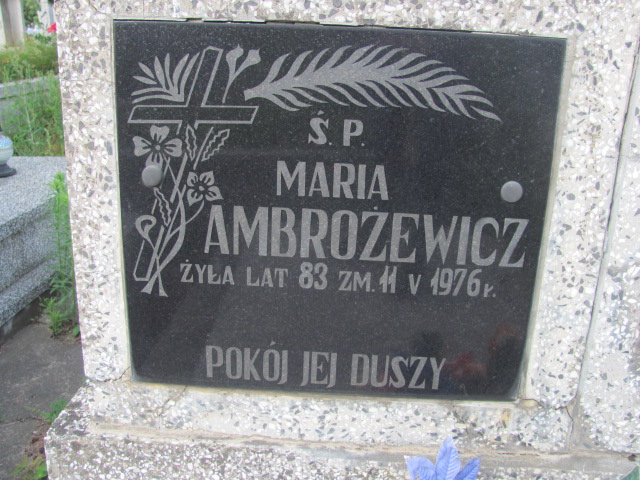 Ś. P.
MARIA
AMBROŻEWICZ
ŻYŁA LAT 83 ZM. 11 V 1976 r.
POKÓJ JEJ DUSZY